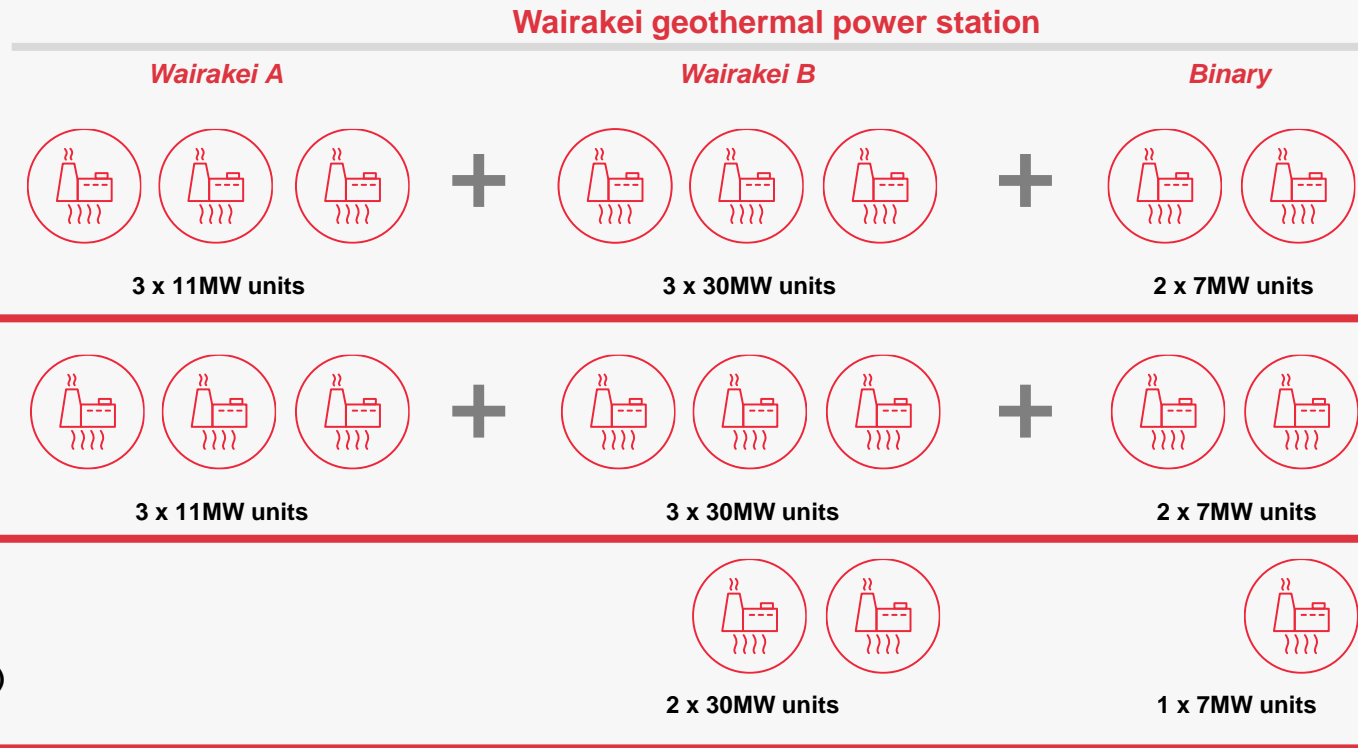 Wairakei geothermal power station
Wairakei A Wairakei B Binary
3 x 11MW units 3 x 30MW units 2 x 7MW units
3 x 11MW units 3 x 30MW units 2 x 7MW units
)
2 x 30MW units 1 x 7MW units